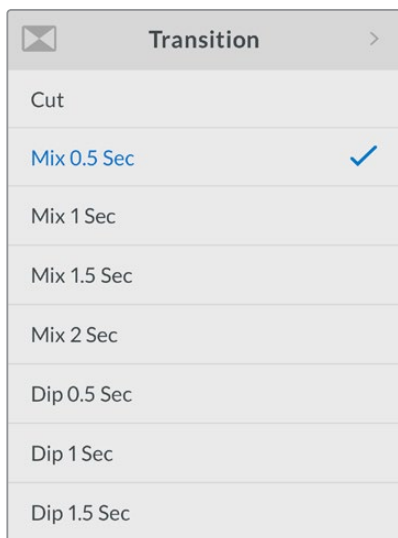 Transition
Cut
Mix 0.5 Sec
Mix 1 Sec
Mix 1.5 Sec
Mix 2 Sec
Dip 0.5 Sec
Dip 1 Sec
Dip 1.5 Sec